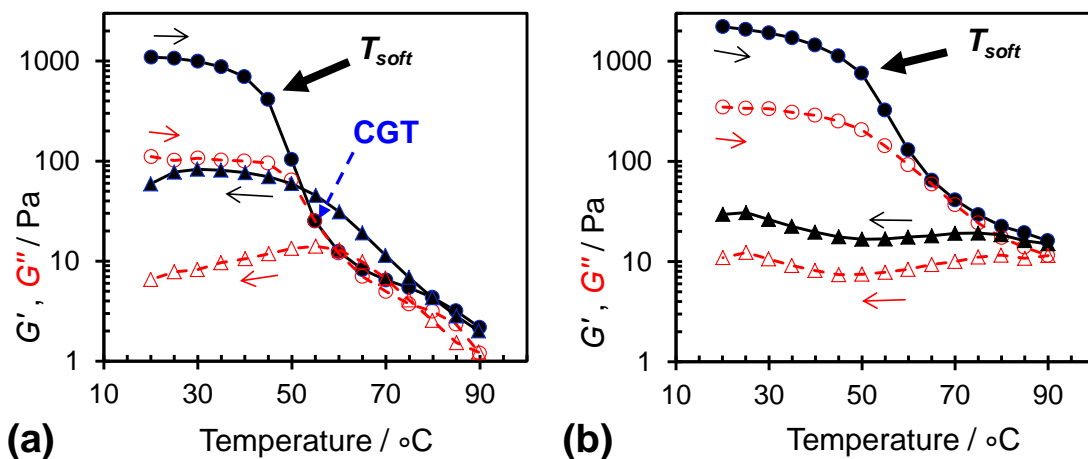 1000
100
10
1
G' , G" / Pa
10 30 50 70 90
Temperature / °C
T_soft
CGT
(a)
1000
100
10
1
G' , G" / Pa
10 30 50 70 90
Temperature / °C
T_soft
(b)